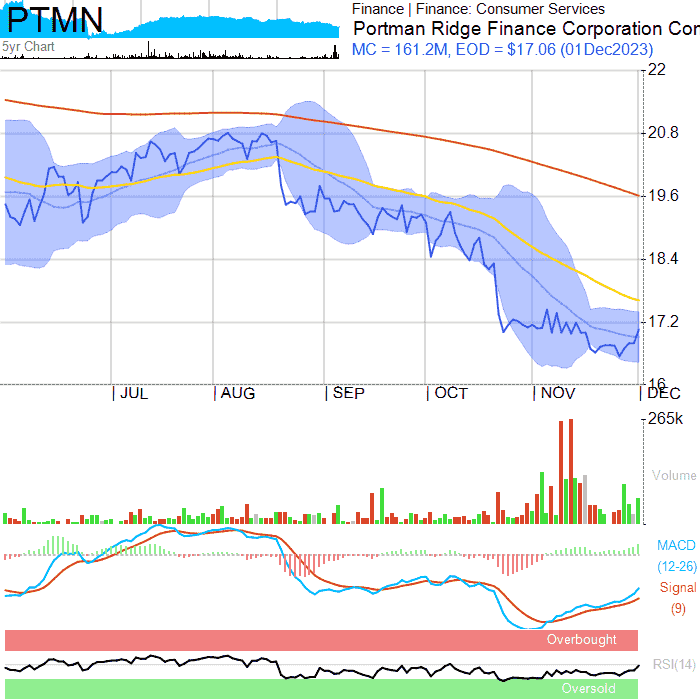 PTMN
5yr Chart
Finance | Finance: Consumer Services
Portman Ridge Finance Corporation Cor
MC = 161.2M, EOD = $17.06 (01Dec2023)
22
20.8
19.6
18.4
17.2
16
JUL AUG SEP OCT NOV DEC
265k
Volume
MACD
(12-26)
Signal
(9)
Overbought
RSI(14)
Oversold